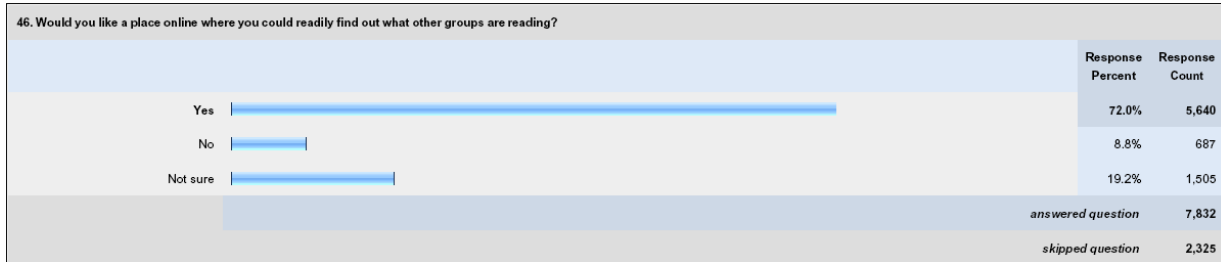 46. Would you like a place online where you could readily find out what other groups are reading?
Response Percent Response Count
Yes 72.0% 5,640
No 8.8% 687
Not sure 19.2% 1,505
answered question 7,832
skipped question 2,325